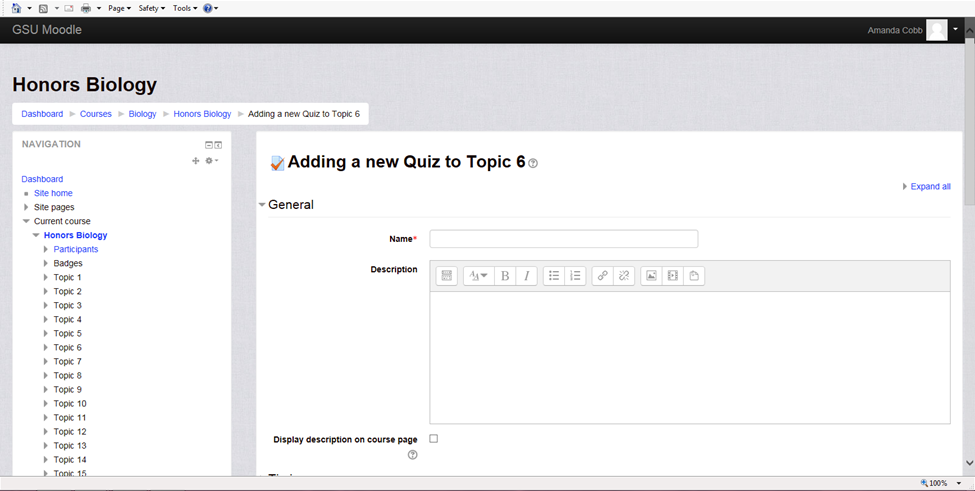 Page Safety Tools
GSU Moodle
Amanda Cobb
Honors Biology
Dashboard Courses Biology Honors Biology Adding a new Quiz to Topic 6
NAVIGATION
Dashboard
Site home
Site pages
Current course
Honors Biology
Participants
Badges
Topic 1
Topic 2
Topic 3
Topic 4
Topic 5
Topic 6
Topic 7
Topic 8
Topic 9
Topic 10
Topic 11
Topic 12
Topic 13
Topic 14
Topic 15
Adding a new Quiz to Topic 6
Expand all
General
Name*
Description
B I
Display description on course page
100%